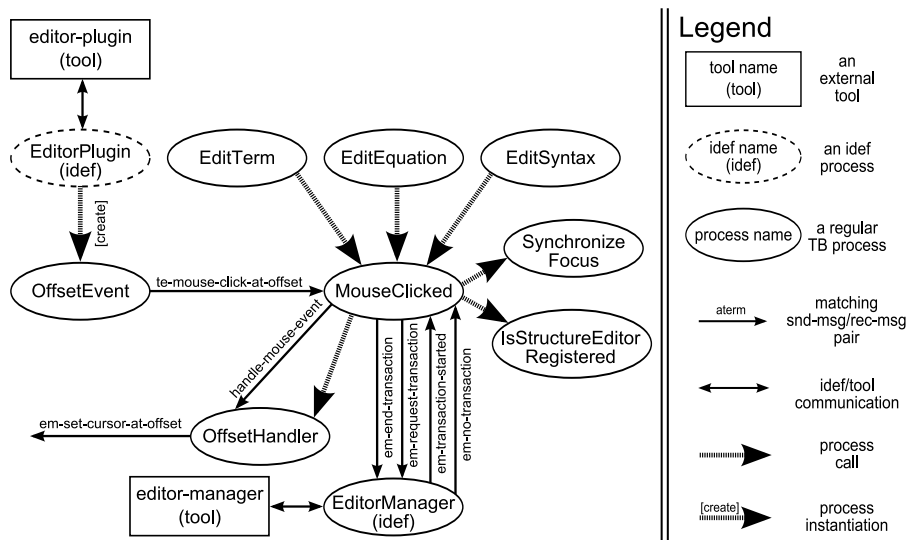 editor-plugin
(tool)
EditorPlugin
(idef)
EditTerm
EditEquation
EditSyntax
[create]
Synchronize
Focus
OffsetEvent
te-mouse-click-at-offset
MouseClicked
IsStructureEditor
Registered
handle-mouse-event
em-end-transaction
em-request-transaction
em-transaction-started
em-no-transaction
em-set-cursor-at-offset
OffsetHandler
editor-manager
(tool)
EditorManager
(idef)
Legend
tool name
(tool)
an
external
tool
idef name
(idef)
an idef
process
process name
a regular
TB process
aterm
matching
snd-msg/rec-msg
pair
idef/tool
communication
process
call
[create]
process
instantiation